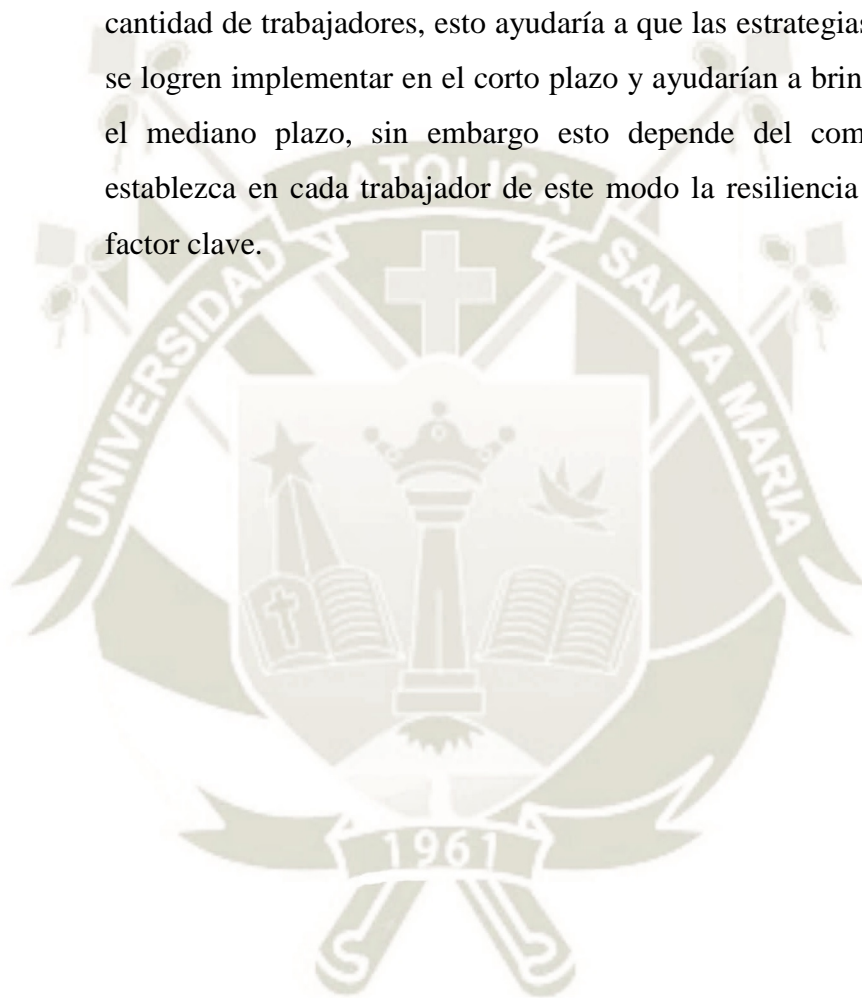 cantidad de trabajadores, esto ayudaría a que las estrategias
se logren implementar en el corto plazo y ayudarían a brin
el mediano plazo, sin embargo esto depende del com
establezca en cada trabajador de este modo la resiliencia
factor clave.
UNIVERSIDAD CATOLICA SANTA MARIA
1961